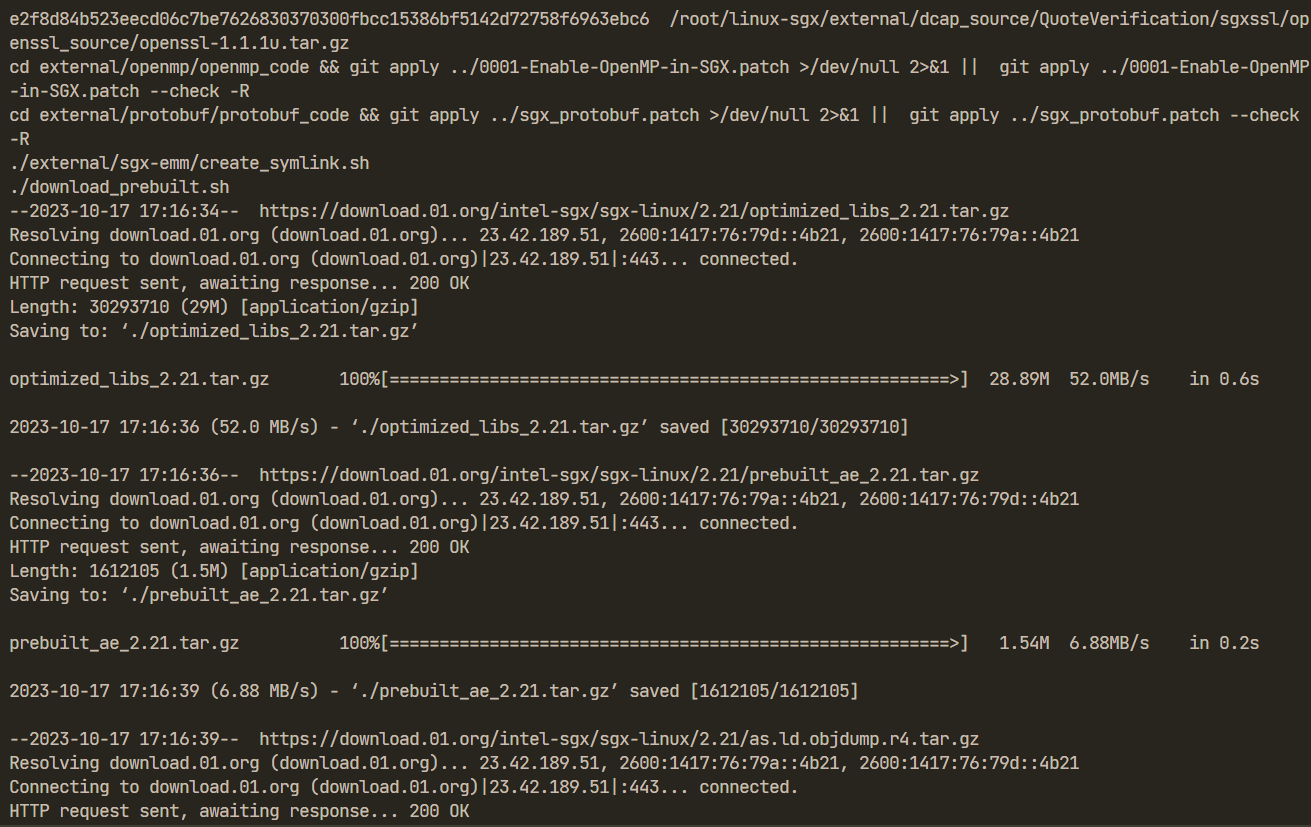 e2f8d84b523eecd06c7be7626830370300fbcc15386bf5142d72758f6963ebc6  /root/linux-sgx/external/dcap_source/QuoteVerification/sgxssl/op
enssl_source/openssl-1.1.1u.tar.gz
cd external/openmp/openmp_code && git apply ../0001-Enable-OpenMP-in-SGX.patch >/dev/null 2>&1 ||  git apply ../0001-Enable-OpenMP
-in-SGX.patch --check -R
cd external/protobuf/protobuf_code && git apply ../sgx_protobuf.patch >/dev/null 2>&1 ||  git apply ../sgx_protobuf.patch --check
-R
./external/sgx-emm/create_symlink.sh
./download_prebuilt.sh
--2023-10-17 17:16:34--  https://download.01.org/intel-sgx/sgx-linux/2.21/optimized_libs_2.21.tar.gz
Resolving download.01.org (download.01.org)... 23.42.189.51, 2600:1417:76:79d::4b21, 2600:1417:76:79a::4b21
Connecting to download.01.org (download.01.org)|23.42.189.51|:443... connected.
HTTP request sent, awaiting response... 200 OK
Length: 30293710 (29M) [application/gzip]
Saving to: ‘./optimized_libs_2.21.tar.gz’
optimized_libs_2.21.tar.gz       100%[========================================================>]  28.89M  52.0MB/s    in 0.6s
2023-10-17 17:16:36 (52.0 MB/s) - ‘./optimized_libs_2.21.tar.gz’ saved [30293710/30293710]
--2023-10-17 17:16:36--  https://download.01.org/intel-sgx/sgx-linux/2.21/prebuilt_ae_2.21.tar.gz
Resolving download.01.org (download.01.org)... 23.42.189.51, 2600:1417:76:79a::4b21, 2600:1417:76:79d::4b21
Connecting to download.01.org (download.01.org)|23.42.189.51|:443... connected.
HTTP request sent, awaiting response... 200 OK
Length: 1612105 (1.5M) [application/gzip]
Saving to: ‘./prebuilt_ae_2.21.tar.gz’
prebuilt_ae_2.21.tar.gz          100%[========================================================>]   1.54M  6.88MB/s    in 0.2s
2023-10-17 17:16:39 (6.88 MB/s) - ‘./prebuilt_ae_2.21.tar.gz’ saved [1612105/1612105]
--2023-10-17 17:16:39--  https://download.01.org/intel-sgx/sgx-linux/2.21/as.ld.objdump.r4.tar.gz
Resolving download.01.org (download.01.org)... 23.42.189.51, 2600:1417:76:79a::4b21, 2600:1417:76:79d::4b21
Connecting to download.01.org (download.01.org)|23.42.189.51|:443... connected.
HTTP request sent, awaiting response... 200 OK